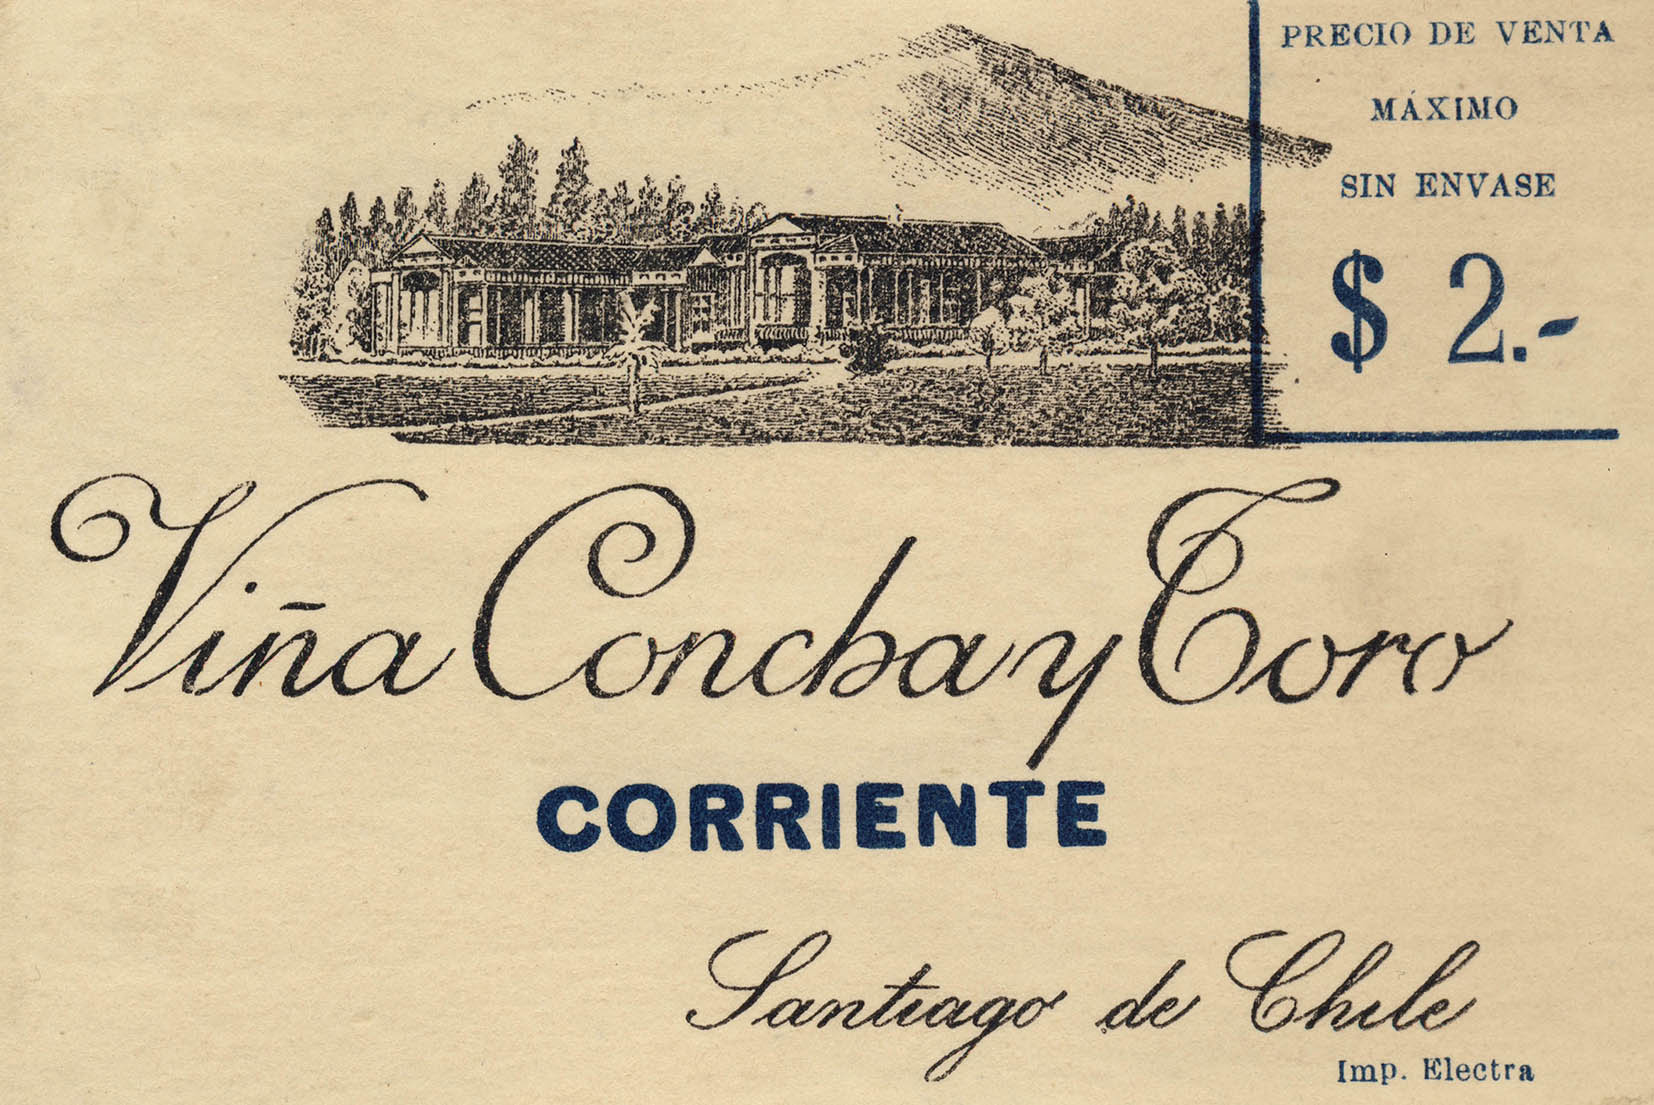 PRECIO DE VENTA
MÁXIMO
SIN ENVASE
$ 2.-
Viña Concha y Toro
CORRIENTE
Santiago de Chile
Imp. Electra